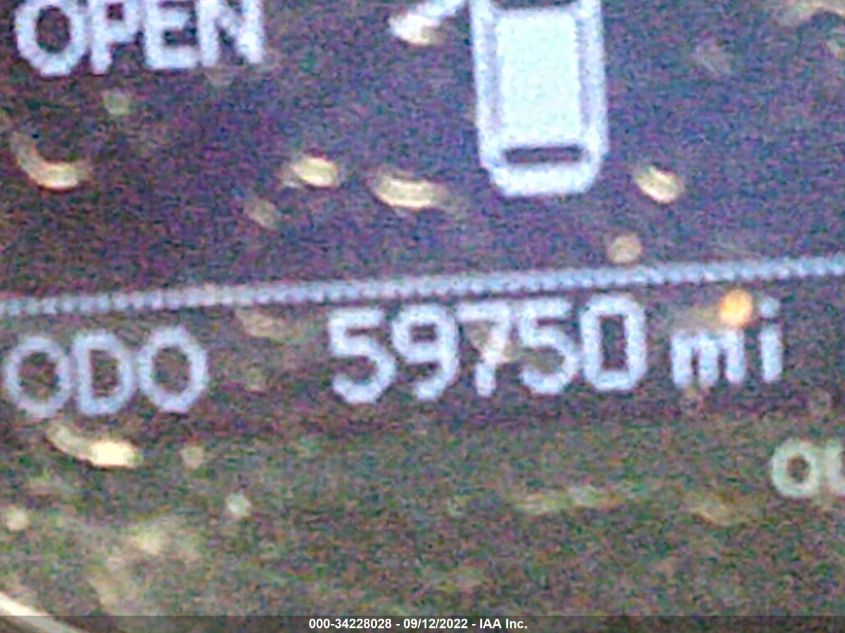 OPEN
ODO 59750 mi
000-34228028 - 09/12/2022 - IAA Inc.